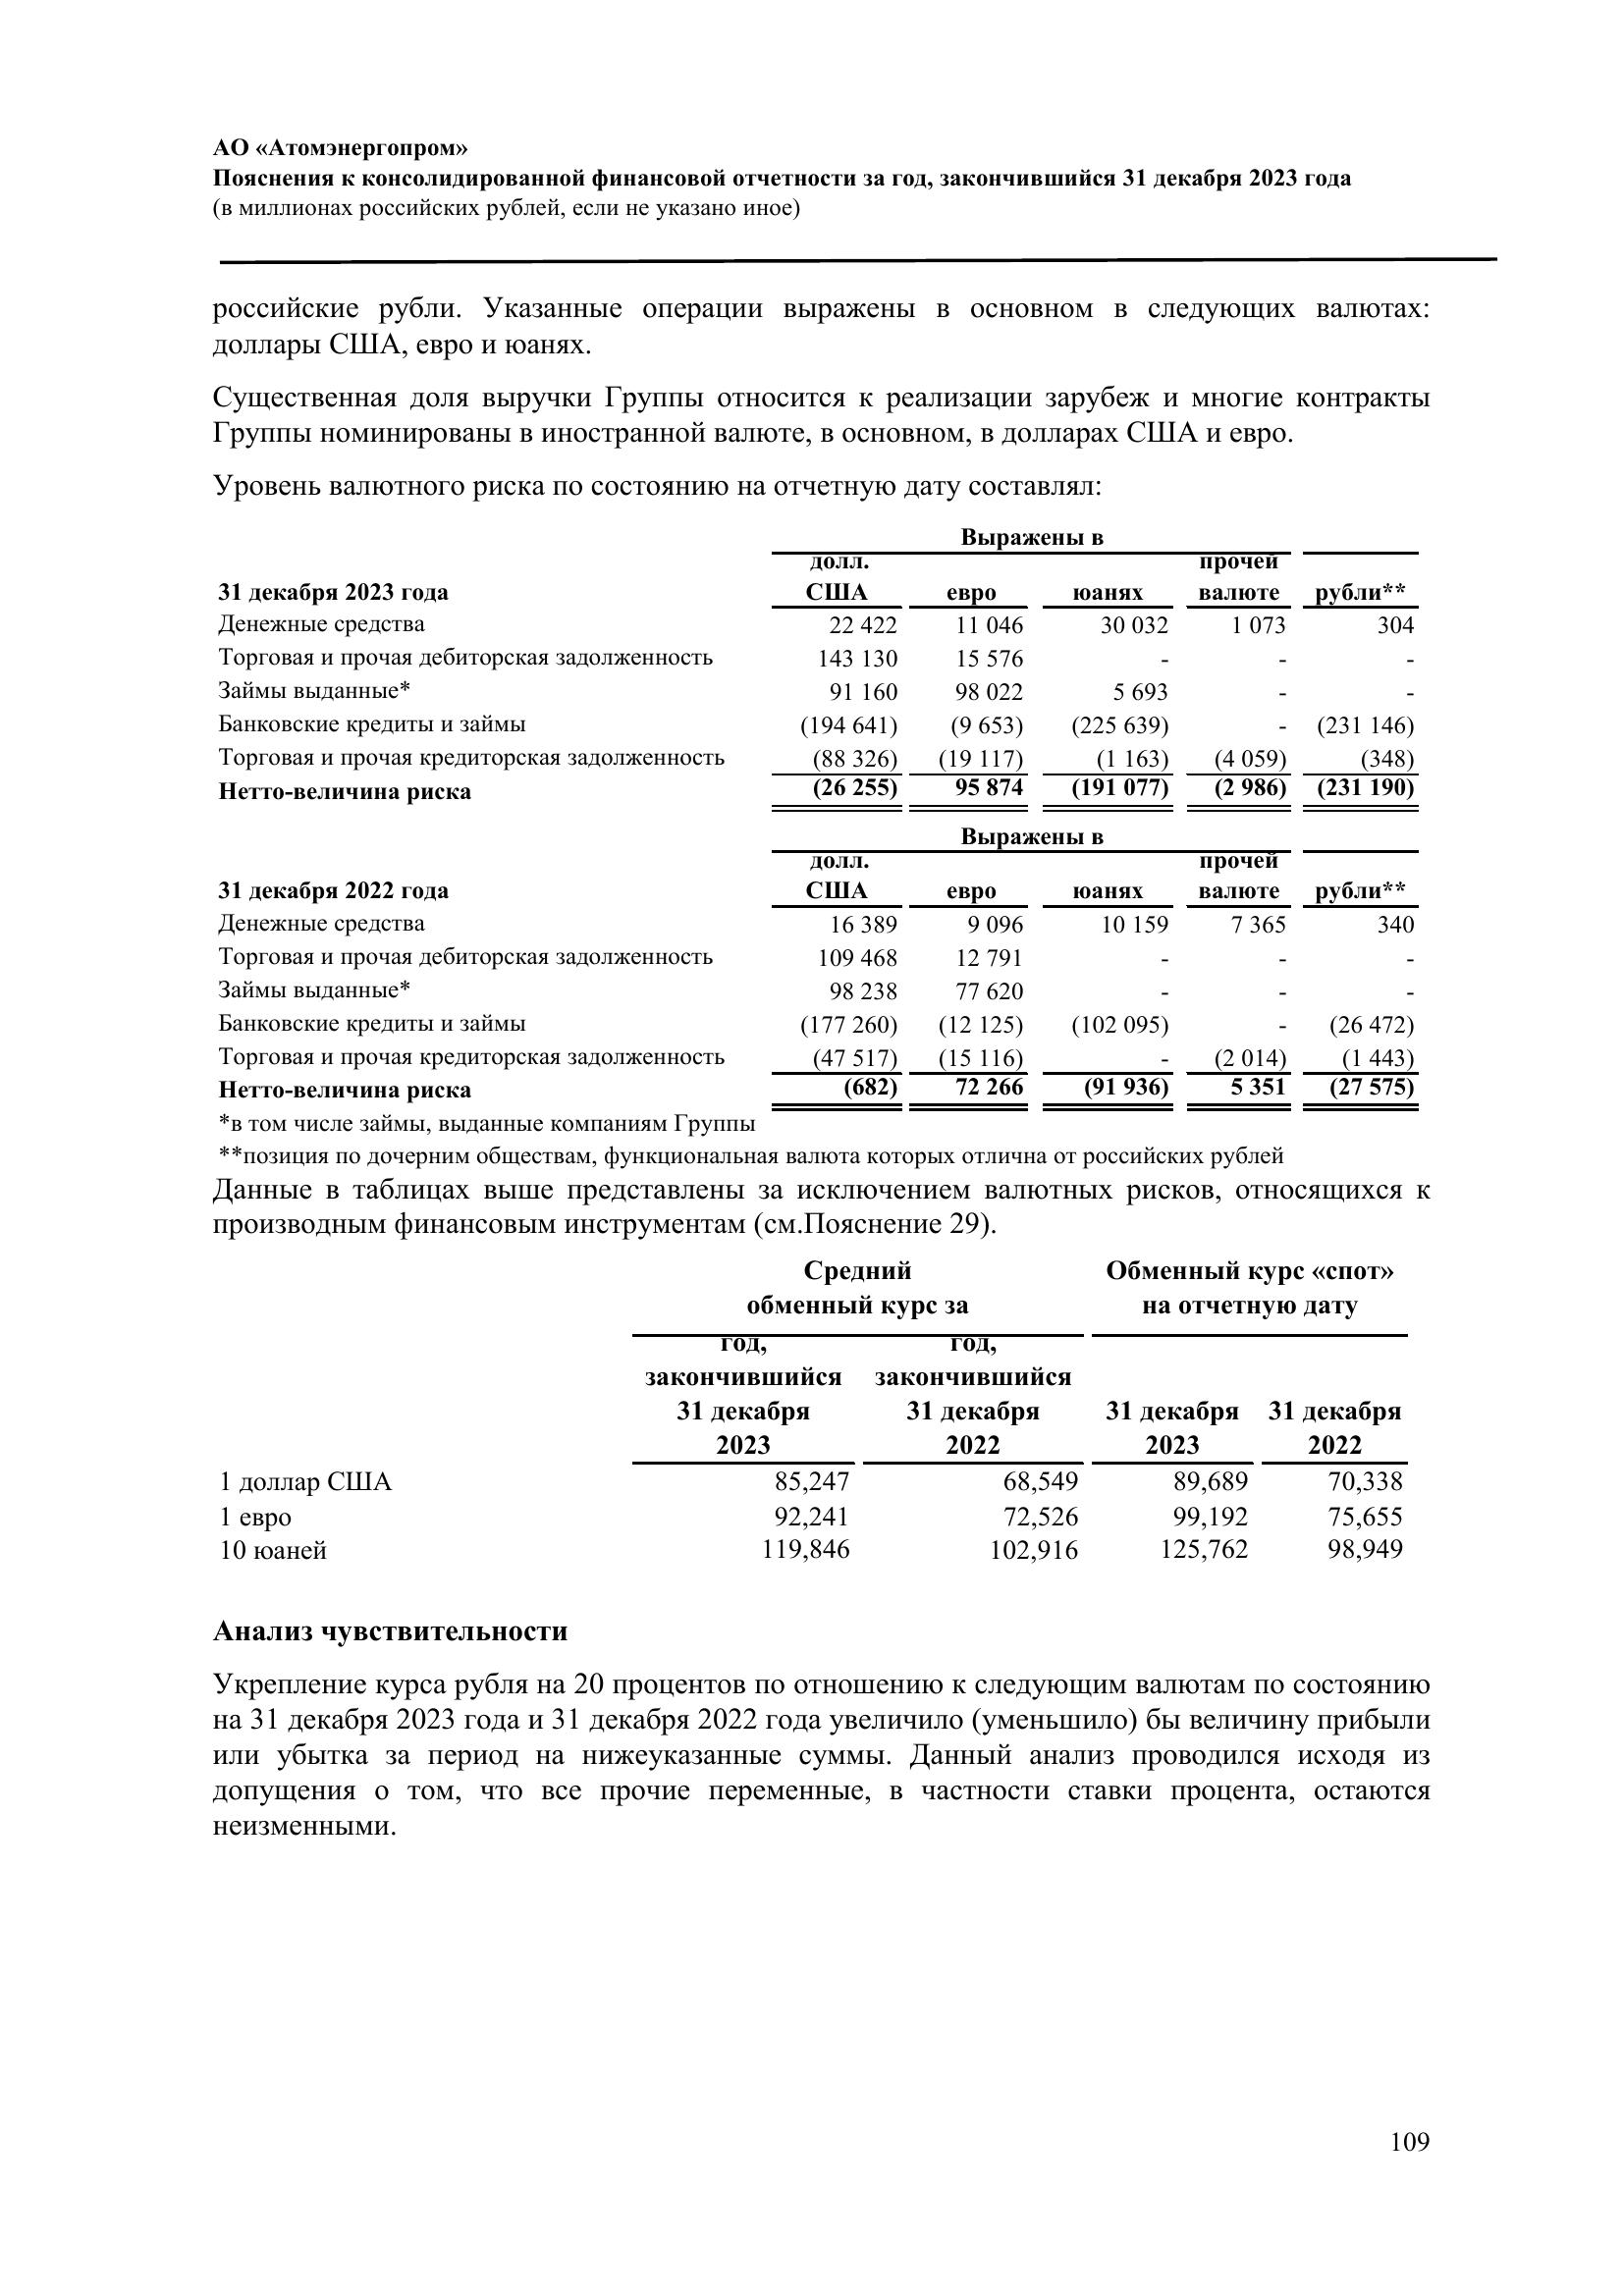 АО «Атомэнергопром»
Пояснения к консолидированной финансовой отчетности за год, закончившийся 31 декабря 2023 года
(в миллионах российских рублей, если не указано иное)
российские рубли. Указанные операции выражены в основном в следующих валютах:
доллары США, евро и юанях.
Существенная доля выручки Группы относится к реализации зарубеж и многие контракты
Группы номинированы в иностранной валюте, в основном, в долларах США и евро.
Уровень валютного риска по состоянию на отчетную дату составлял:
Выражены в
долл. прочей
31 декабря 2023 года США евро юанях валюте рубли**
Денежные средства 22 422 11 046 30 032 1 073 304
Торговая и прочая дебиторская задолженность 143 130 15 576 - - -
Займы выданные* 91 160 98 022 5 693 - -
Банковские кредиты и займы (194 641) (9 653) (225 639) - (231 146)
Торговая и прочая кредиторская задолженность (88 326) (19 117) (1 163) (4 059) (348)
Нетто-величина риска (26 255) 95 874 (191 077) (2 986) (231 190)
Выражены в
долл. прочей
31 декабря 2022 года США евро юанях валюте рубли**
Денежные средства 16 389 9 096 10 159 7 365 340
Торговая и прочая дебиторская задолженность 109 468 12 791 - - -
Займы выданные* 98 238 77 620 - - -
Банковские кредиты и займы (177 260) (12 125) (102 095) - (26 472)
Торговая и прочая кредиторская задолженность (47 517) (15 116) - (2 014) (1 443)
Нетто-величина риска (682) 72 266 (91 936) 5 351 (27 575)
*в том числе займы, выданные компаниям Группы
**позиция по дочерним обществам, функциональная валюта которых отлична от российских рублей
Данные в таблицах выше представлены за исключением валютных рисков, относящихся к
производным финансовым инструментам (см.Пояснение 29).
Средний Обменный курс «спот»
обменный курс за на отчетную дату
год, год,
закончившийся закончившийся
31 декабря 31 декабря 31 декабря 31 декабря
2023 2022 2023 2022
1 доллар США 85,247 68,549 89,689 70,338
1 евро 92,241 72,526 99,192 75,655
10 юаней 119,846 102,916 125,762 98,949
Анализ чувствительности
Укрепление курса рубля на 20 процентов по отношению к следующим валютам по состоянию
на 31 декабря 2023 года и 31 декабря 2022 года увеличило (уменьшило) бы величину прибыли
или убытка за период на нижеуказанные суммы. Данный анализ проводился исходя из
допущения о том, что все прочие переменные, в частности ставки процента, остаются
неизменными.
109